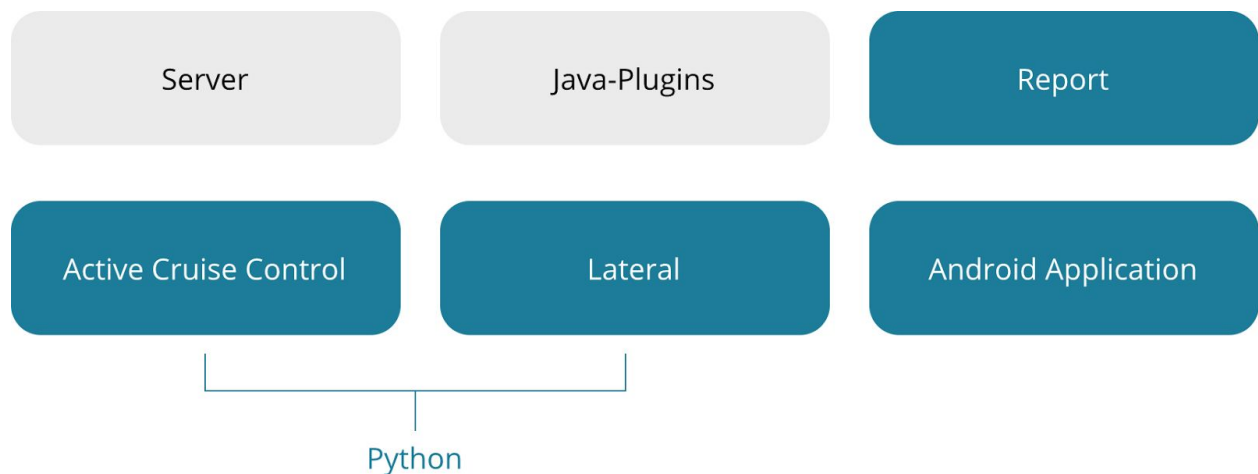 Server
Java-Plugins
Report
Active Cruise Control
Lateral
Android Application
Python